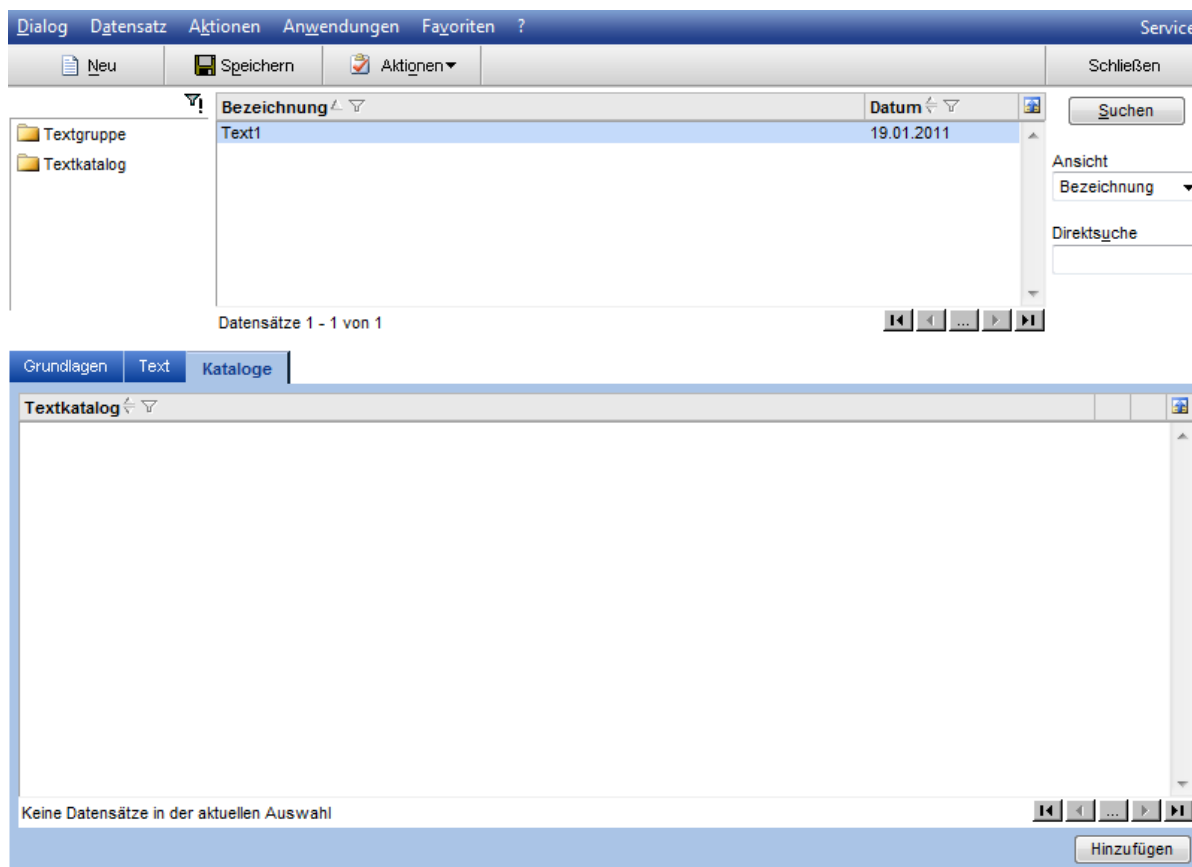 Dialog Datensatz Aktionen Anwendungen Favoriten ? Service
Neu Speichern Aktionen Schließen
Bezeichnung Datum Suchen
Textgruppe Text1 19.01.2011
Textkatalog Ansicht
Bezeichnung
Direktsuche
Datensätze 1 - 1 von 1 ...
Grundlagen Text Kataloge
Textkatalog
Keine Datensätze in der aktuellen Auswahl ...
Hinzufügen